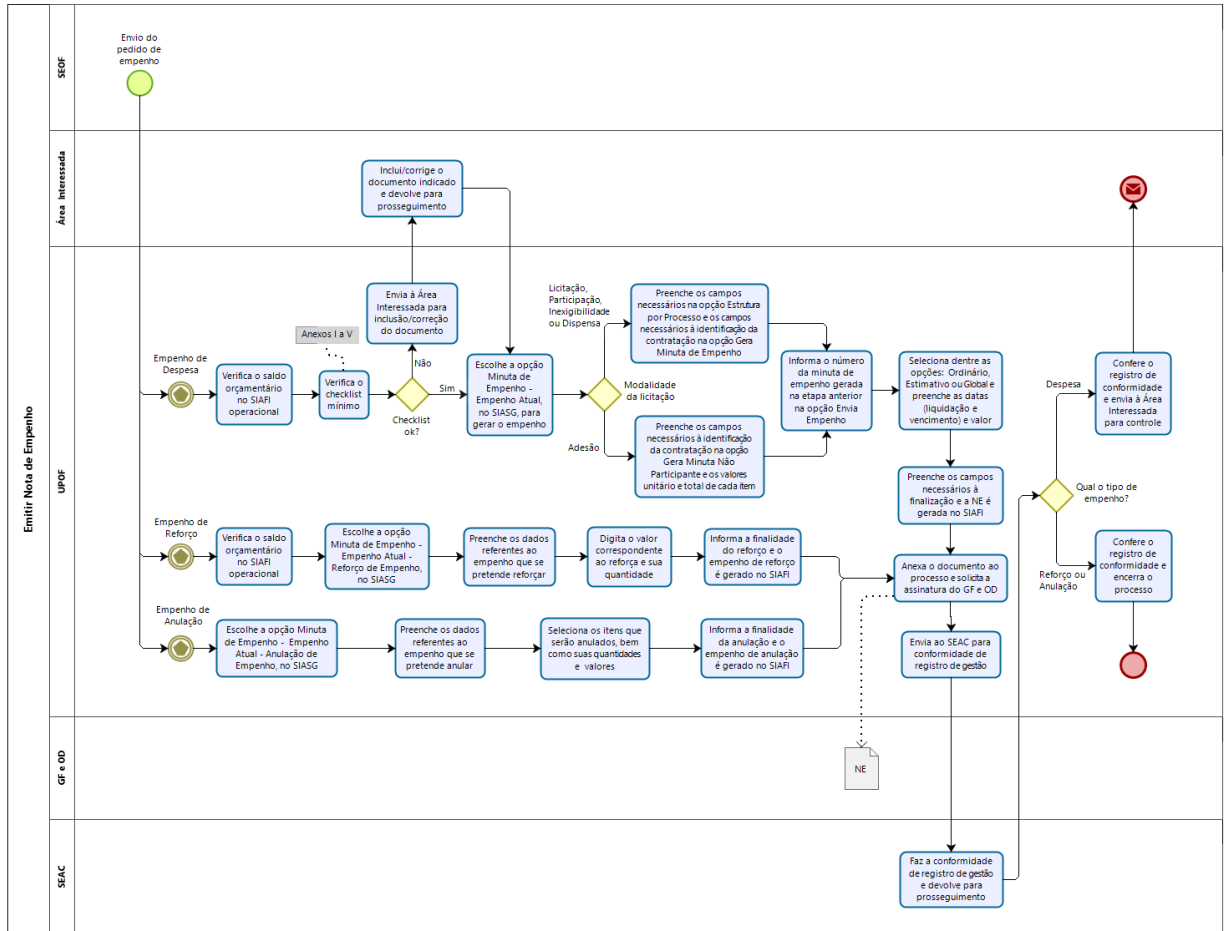 Emitir Nota de Empenho
SEOF
Envio do
pedido de
empenho
Área Interessada
Inclui/corrige o
documento indicado
e devolve para
prosseguimento
UPOF
Envia à Área
Interessada para
inclusão/correção
do documento
Anexos I a V
Empenho de
Despesa
Verifica o saldo
orçamentário
no SIAFI
operacional
Verifica o
checklist
mínimo
Não
Sim
Checklist
ok?
Escolhe a opção
Minuta de
Empenho -
Empenho Atual,
no SIASG, para
gerar o empenho
Licitação,
Participação,
Inexigibilidade
ou Dispensa
Modalidade
da licitação
Adesão
Preenche os campos
necessários na opção Estrutura
por Processo e os campos
necessários à identificação da
contratação na opção Gera
Minuta de Empenho
Preenche os campos
necessários à identificação
da contratação na opção
Gera Minuta Não
Participante e os valores
unitário e total de cada item
Informa o número
da minuta de
empenho gerada
na etapa anterior
na opção Envia
Empenho
Seleciona dentre as
opções: Ordinário,
Estimativo ou Global e
preenche as datas
(liquidação e
vencimento) e valor
Preenche os campos
necessários à
finalização e a NE é
gerada no SIAFI
Empenho de
Reforço
Verifica o saldo
orçamentário
no SIAFI
operacional
Escolhe a opção
Minuta de Empenho -
Empenho Atual -
Reforço de Empenho,
no SIASG
Preenche os dados
referentes ao
empenho que se
pretende reforçar
Digita o valor
correspondente
ao reforça e sua
quantidade
Informa a finalidade
do reforço e o
empenho de reforço
é gerado no SIAFI
Anexa o documento ao
processo e solicita a
assinatura do GF e OD
Empenho de
Anulação
Escolhe a opção Minuta
de Empenho - Empenho
Atual - Anulação de
Empenho, no SIASG
Preenche os dados
referentes ao
empenho que se
pretende anular
Seleciona os itens que
serão anulados, bem
como suas quantidades
e valores
Informa a finalidade
da anulação e o
empenho de anulação
é gerado no SIAFI
Envia ao SEAC para
conformidade de
registro de gestão
Qual o tipo de
empenho?
Despesa
Confere o
registro de
conformidade
e envia à Área
Interessada
para controle
Reforço ou
Anulação
Confere o
registro de
conformidade e
encerra o
processo
GF e OD
NE
SEAC
Faz a conformidade
de registro de gestão
e devolve para
prosseguimento